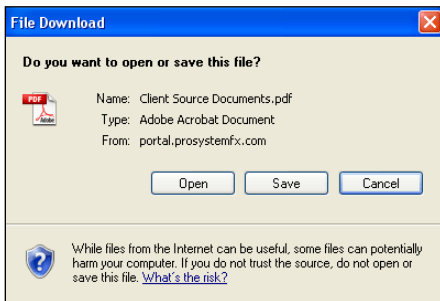 File Download
Do you want to open or save this file?
PDF
Adobe
Name: Client Source Documents.pdf
Type: Adobe Acrobat Document
From: portal.prosystemfx.com
Open Save Cancel
While files from the Internet can be useful, some files can potentially
harm your computer. If you do not trust the source, do not open or
save this file. What's the risk?